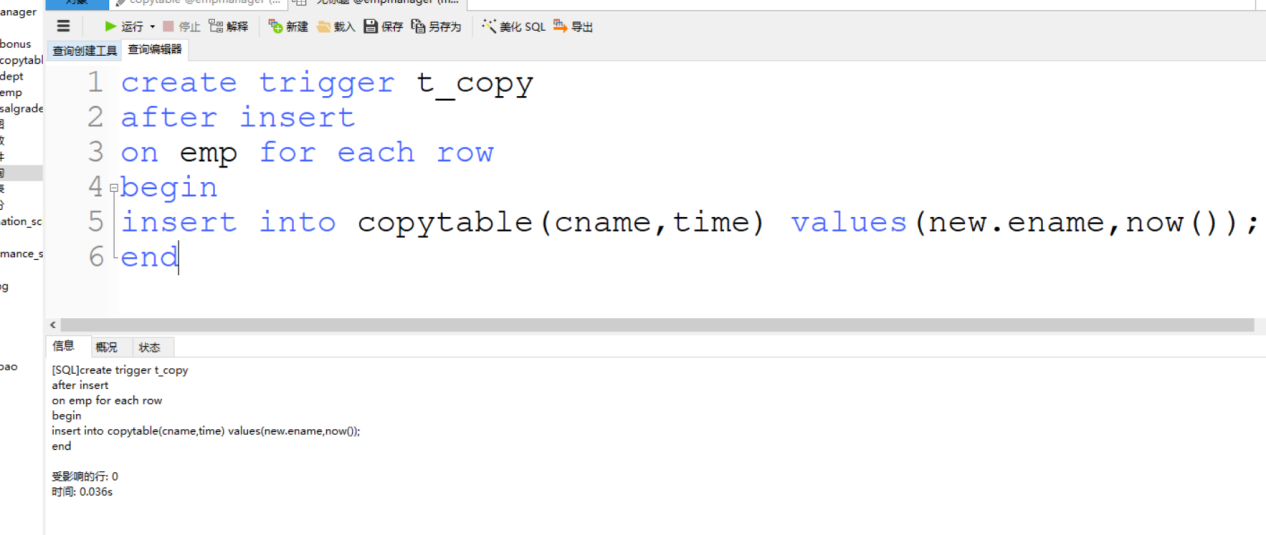 对象 copytable @empmanager (... 无标题 @empmanager (m...
运行 停止 解释 新建 载入 保存 另存为 美化 SQL 导出
查询创建工具 查询编辑器
anager
bonus
copytabl
dept
emp
salgrade
ation_sc
mance_s
ng
oao
1 create trigger t_copy
2 after insert
3 on emp for each row
4 begin
5 insert into copytable(cname,time) values(new.ename,now());
6 end
信息 概况 状态
[SQL]create trigger t_copy
after insert
on emp for each row
begin
insert into copytable(cname,time) values(new.ename,now());
end
受影响的行: 0
时间: 0.036s